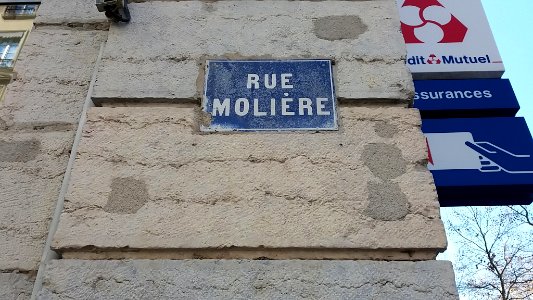 RUE
MOLIÈRE
dit Mutuel
ssurances